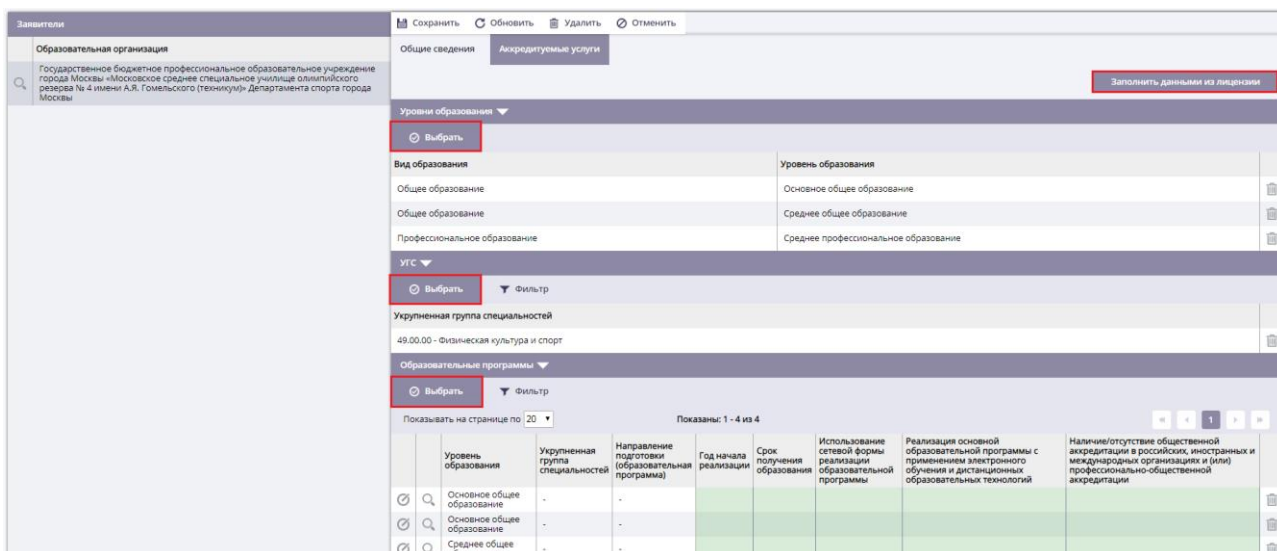 Заявители
Образовательная организация
Государственное бюджетное профессиональное образовательное учреждение
города Москвы «Московское среднее специальное училище олимпийского
резерва № 4 имени А.Я. Гомельского (техникум)» Департамента спорта города
Москвы
Сохранить Обновить Удалить Отменить
Общие сведения Аккредитуемые услуги
Заполнить данными из лицензии
Уровни образования
Выбрать
Вид образования Уровень образования
Общее образование Основное общее образование
Общее образование Среднее общее образование
Профессиональное образование Среднее профессиональное образование
УГС
Выбрать Фильтр
Укрупненная группа специальностей
49.00.00 - Физическая культура и спорт
Образовательные программы
Выбрать Фильтр
Показывать на странице по 20 Показаны: 1 - 4 из 4 1
Уровень
образования
Укрупненная
группа
специальностей
Направление
подготовки
(образовательная
программа)
Год начала
реализации
Срок
получения
образования
Использование
сетевой формы
реализации
образовательной
программы
Реализация основной
образовательной программы с
применением электронного
обучения и дистанционных
образовательных технологий
Наличие/отсутствие общественной
аккредитации в российских, иностранных и
международных организациях и (или)
профессионально-общественной
аккредитации
Основное общее
образование
- -
Основное общее
образование
- -
Среднее общее
- -